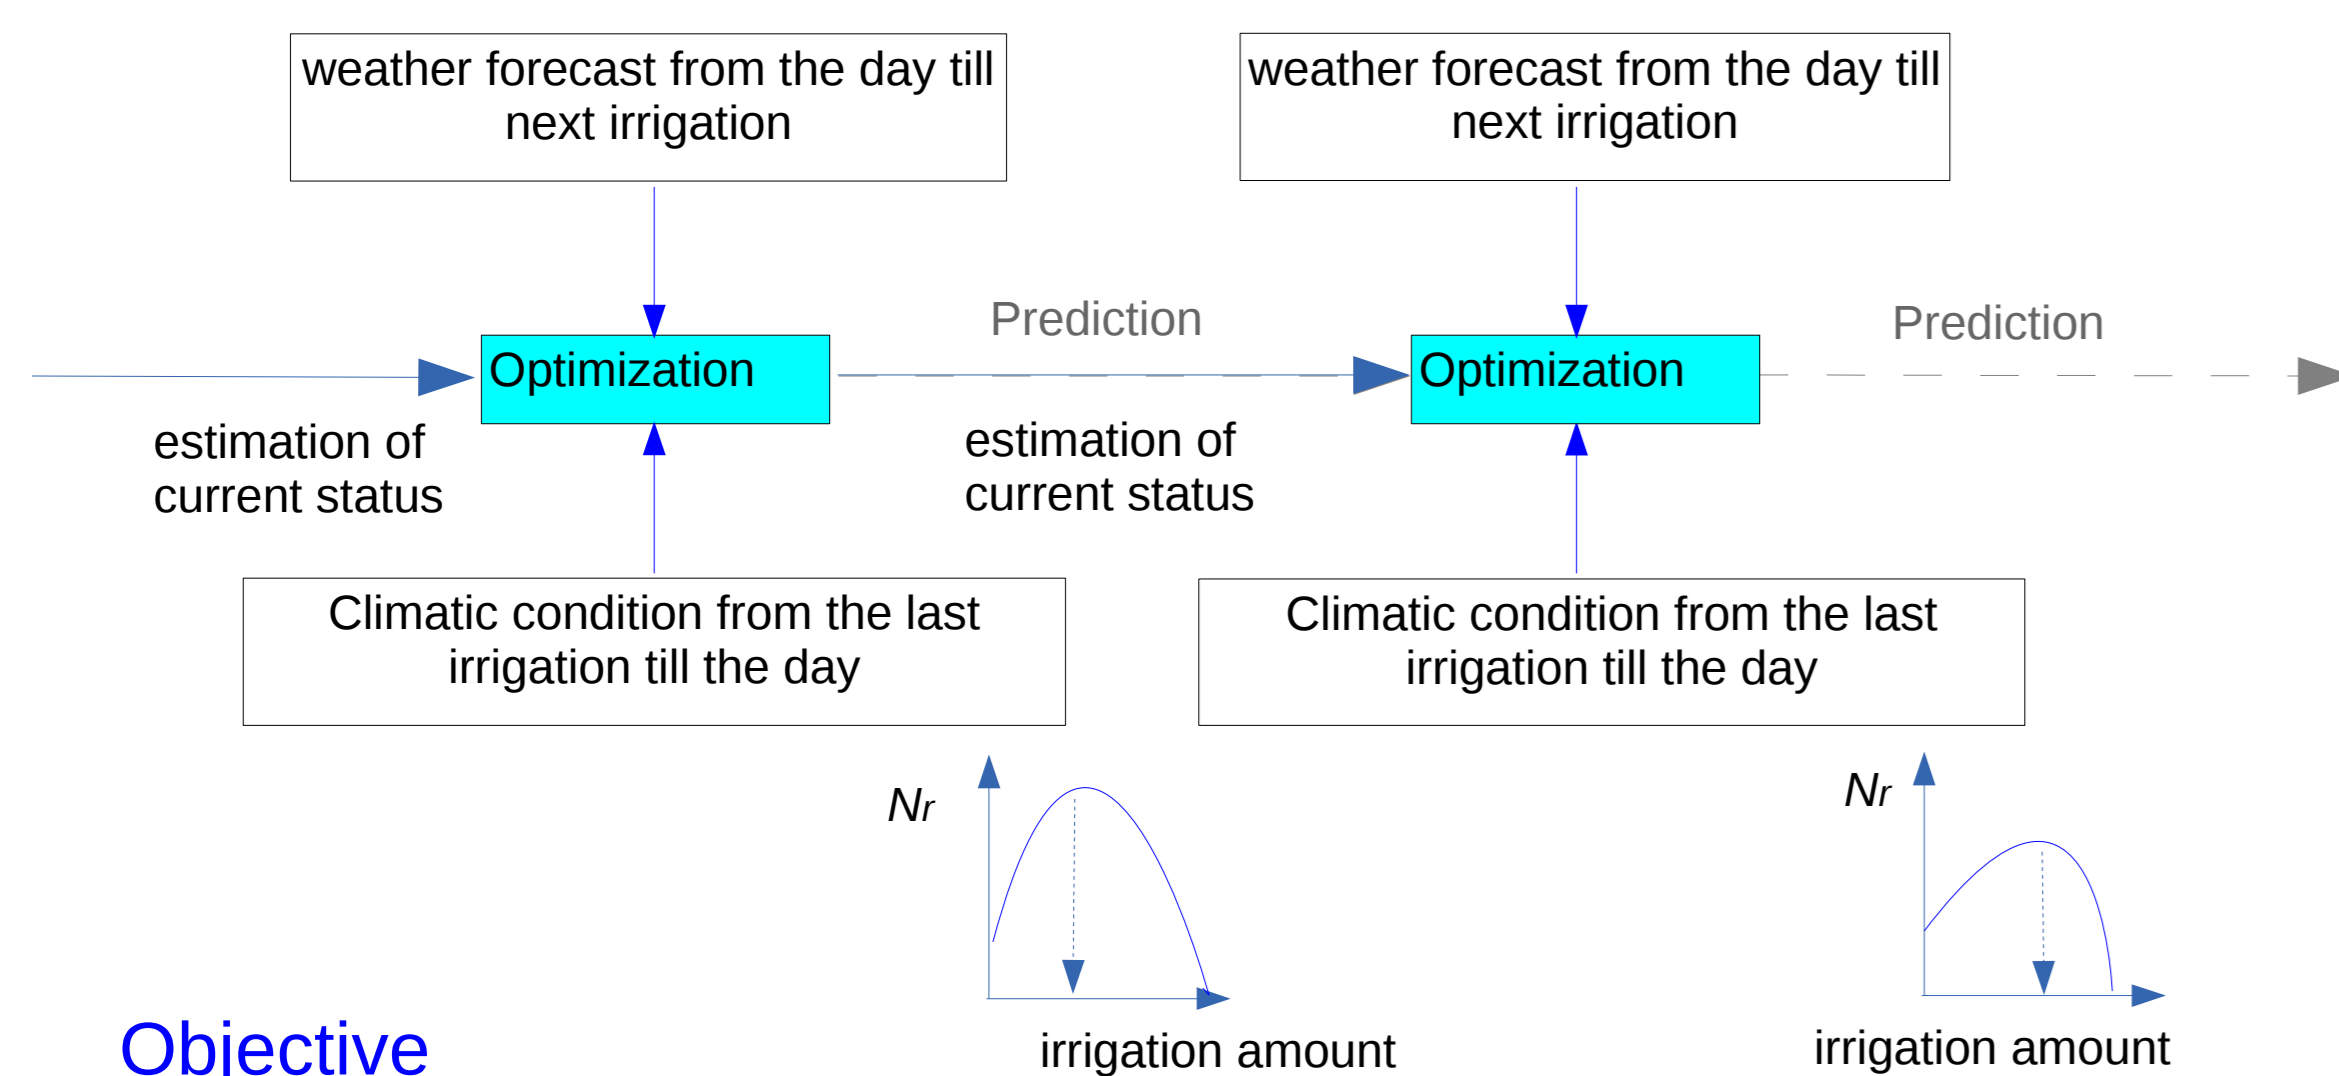 weather forecast from the day till
next irrigation
weather forecast from the day till
next irrigation
Prediction
Prediction
Optimization
Optimization
estimation of
current status
estimation of
current status
Climatic condition from the last
irrigation till the day
Climatic condition from the last
irrigation till the day
Nr
Nr
irrigation amount
irrigation amount
Objective